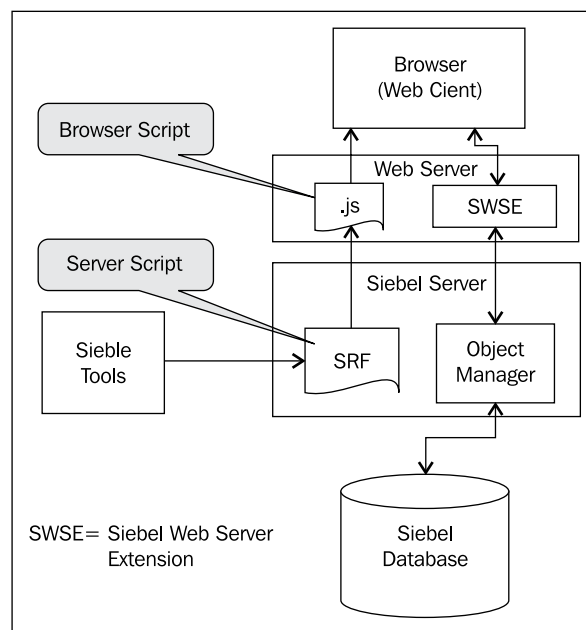 Browser
(Web Cient)
Browser Script
Web Server
.js
SWSE
Server Script
Siebel Server
Sieble
Tools
SRF
Object
Manager
SWSE= Siebel Web Server
Extension
Siebel
Database